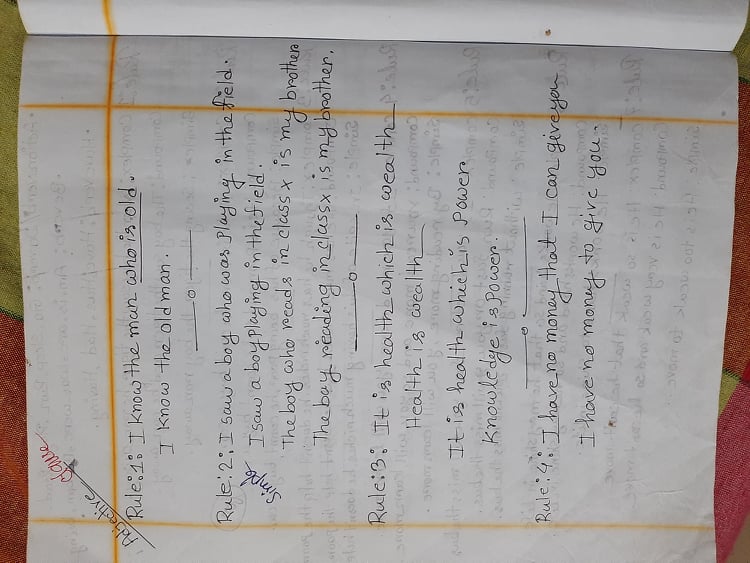 Adjective clause
Rule:1: I know the man who is old.
I know the old man.
Rule:2: I saw a boy who was playing in the field.
Simple
I saw a boy playing in the field.
The boy who reads in class x is my brother
The boy reading in class x is my brother.
Rule:3: It is health which is wealth
Health is wealth
It is health which is power
Knowledge is power.
Rule:4: I have no money that I can give you
I have no money to give you.